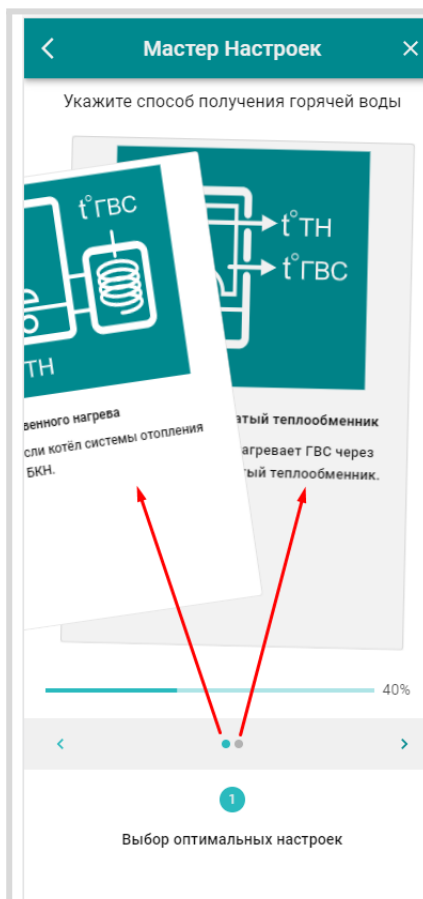 Мастер Настроек
Укажите способ получения горячей воды
t°ГВС
t°ТН
t°ГВС
ТН
венного нагрева
сли котёл системы отопления
БКН.
атый теплообменник
агревает ГВС через
тый теплообменник.
40%
1
Выбор оптимальных настроек